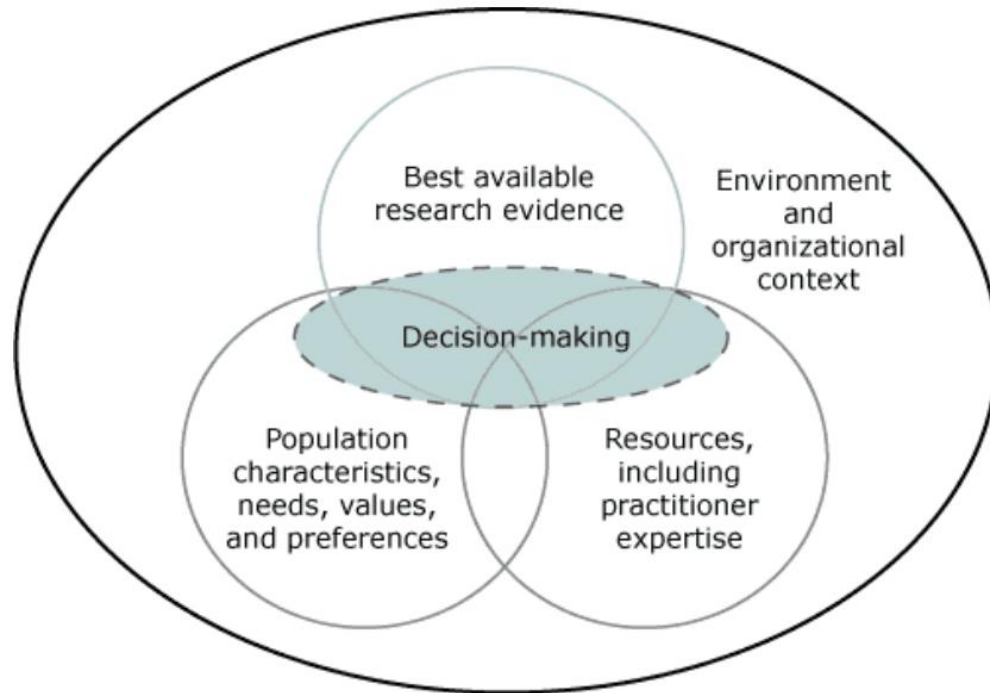 Best available
research evidence
Environment
and
organizational
context
Decision-making
Population
characteristics,
needs, values,
and preferences
Resources,
including
practitioner
expertise